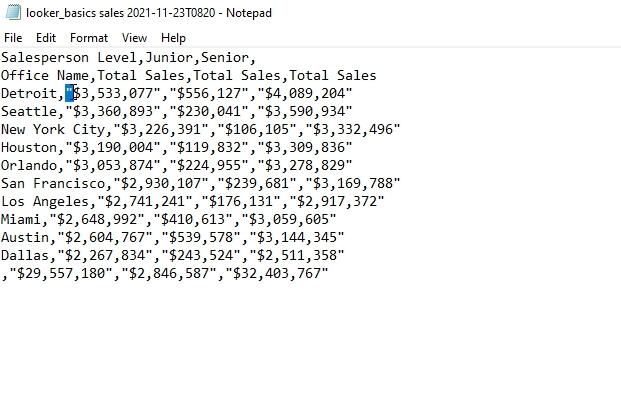 looker_basics sales 2021-11-23T0820 - Notepad
File Edit Format View Help
Salesperson Level,Junior,Senior,
Office Name,Total Sales,Total Sales,Total Sales
Detroit,"$3,533,077","$556,127","$4,089,204"
Seattle,"$3,360,893","$230,041","$3,590,934"
New York City,"$3,226,391","$106,105","$3,332,496"
Houston,"$3,190,004","$119,832","$3,309,836"
Orlando,"$3,053,874","$224,955","$3,278,829"
San Francisco,"$2,930,107","$239,681","$3,169,788"
Los Angeles,"$2,741,241","$176,131","$2,917,372"
Miami,"$2,648,992","$410,613","$3,059,605"
Austin,"$2,604,767","$539,578","$3,144,345"
Dallas,"$2,267,834","$243,524","$2,511,358"
,"$29,557,180","$2,846,587","$32,403,767"